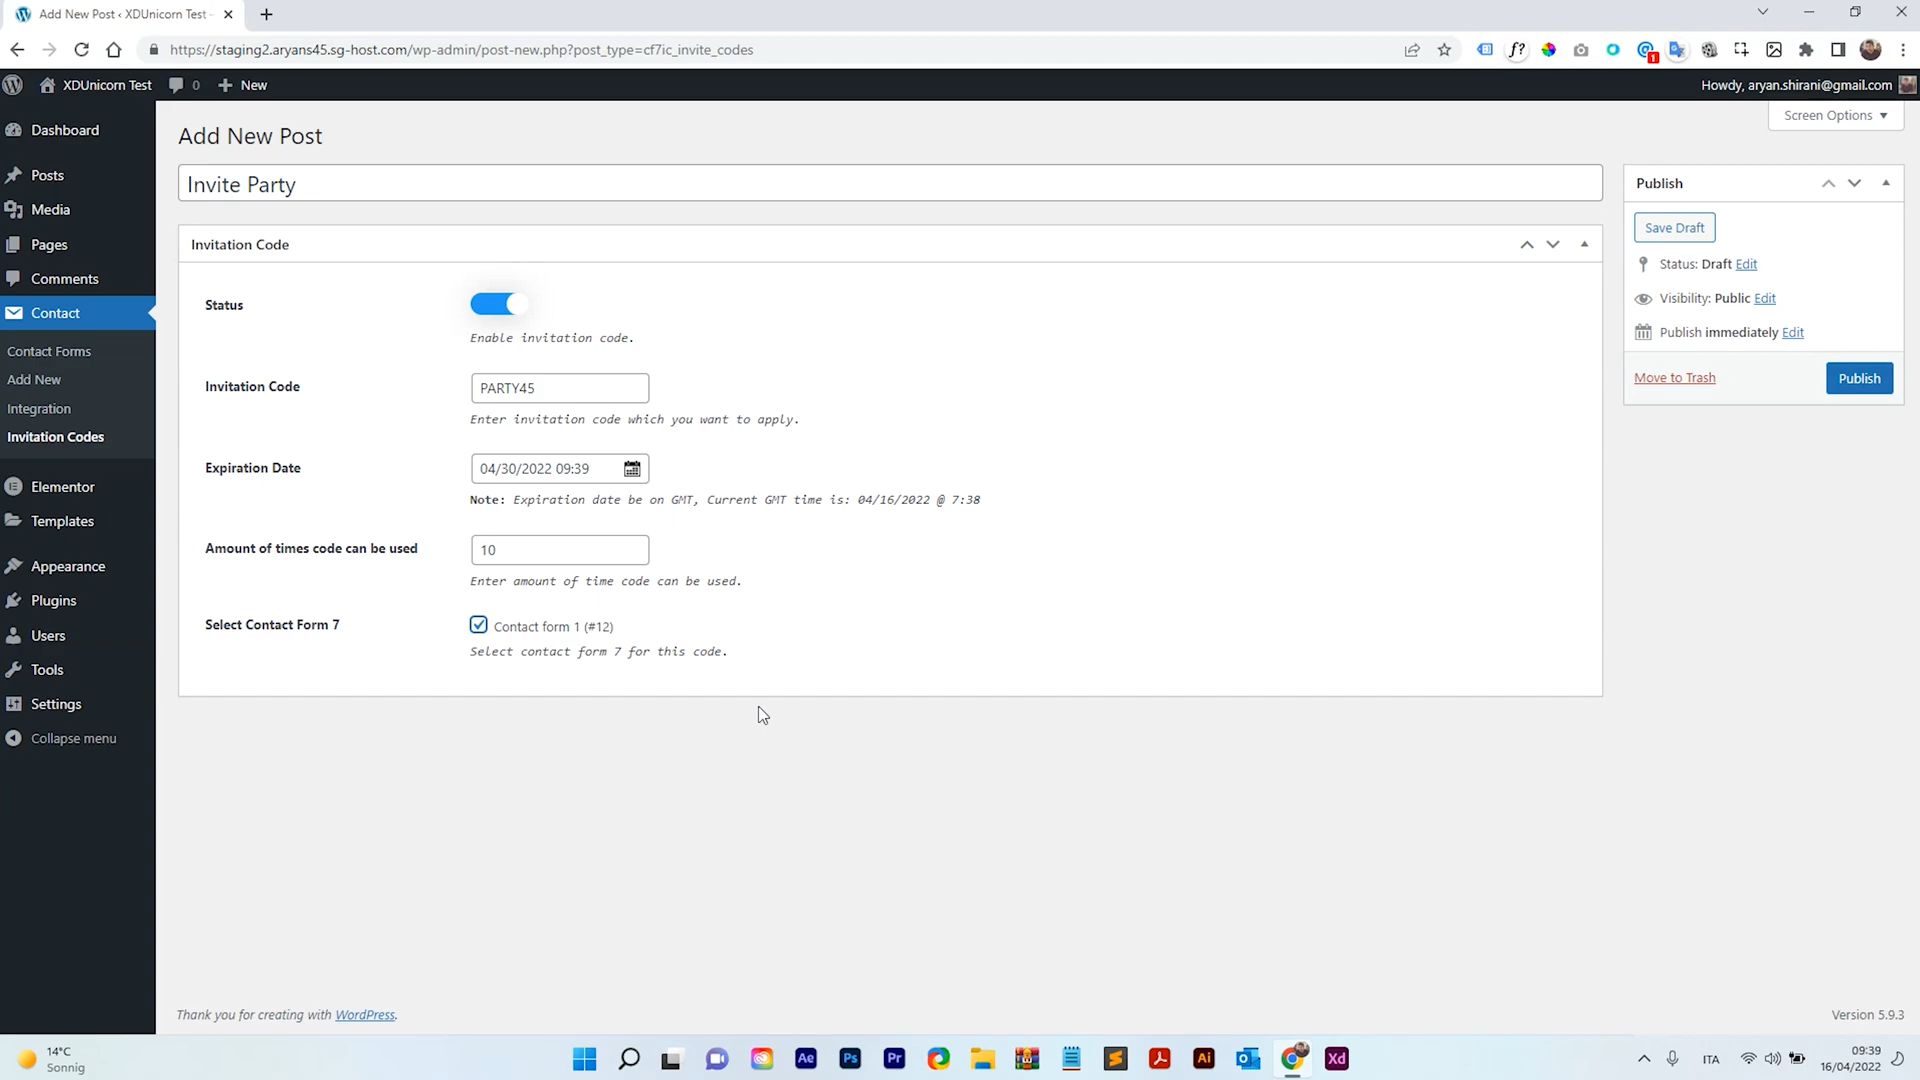 Add New Post ‹ XDUnicorn Test -
https://staging2.aryans45.sg-host.com/wp-admin/post-new.php?post_type=cf7ic_invite_codes
f?
1
XDUnicorn Test
0
New
Howdy, aryan.shirani@gmail.com
Screen Options
Dashboard
Posts
Media
Pages
Comments
Contact
Contact Forms
Add New
Integration
Invitation Codes
Elementor
Templates
Appearance
Plugins
Users
Tools
Settings
Collapse menu
Add New Post
Invite Party
Invitation Code
Status
Enable invitation code.
Invitation Code
PARTY45
Enter invitation code which you want to apply.
Expiration Date
04/30/2022 09:39
Note: Expiration date be on GMT, Current GMT time is: 04/16/2022 @ 7:38
Amount of times code can be used
10
Enter amount of time code can be used.
Select Contact Form 7
Contact form 1 (#12)
Select contact form 7 for this code.
Publish
Save Draft
Status: Draft Edit
Visibility: Public Edit
Publish immediately Edit
Move to Trash
Publish
Thank you for creating with WordPress.
Version 5.9.3
14°C
Sonnig
Ae
Ps
Pr
Ai
Xd
ITA
09:39
16/04/2022